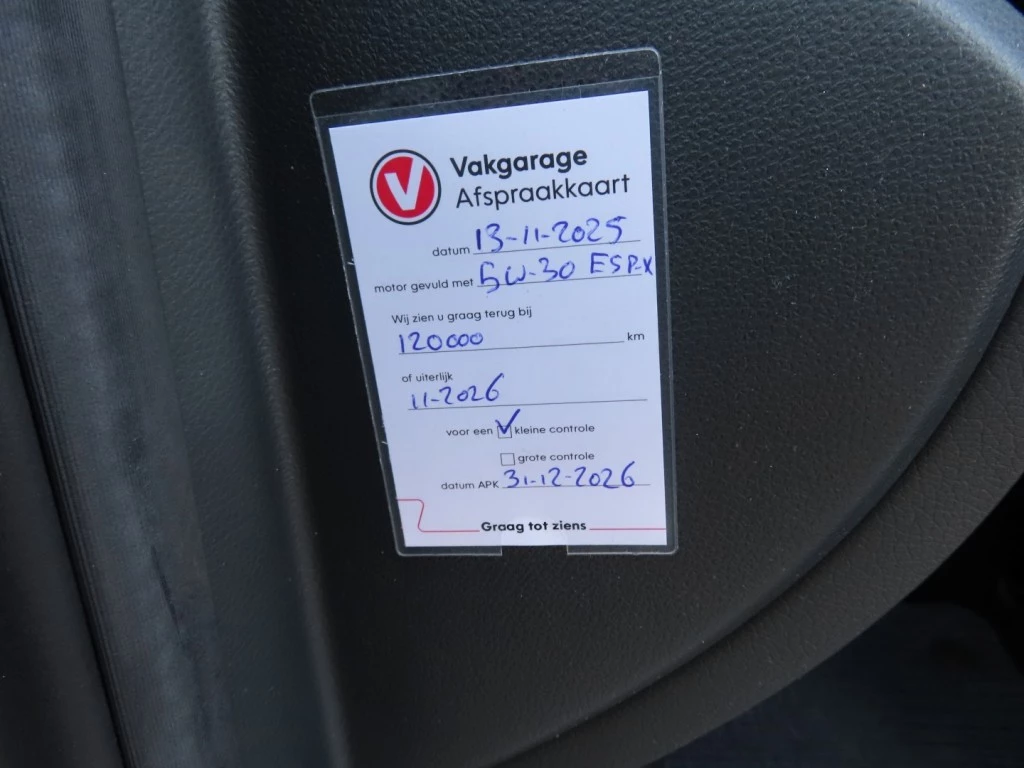 V Vakgarage
Afspraakkaart
datum 13-11-2025
motor gevuld met 5W-30 ESP-X
Wij zien u graag terug bij
120000 km
of uiterlijk
11-2026
voor een kleine controle
grote controle
datum APK 31-12-2026
Graag tot ziens